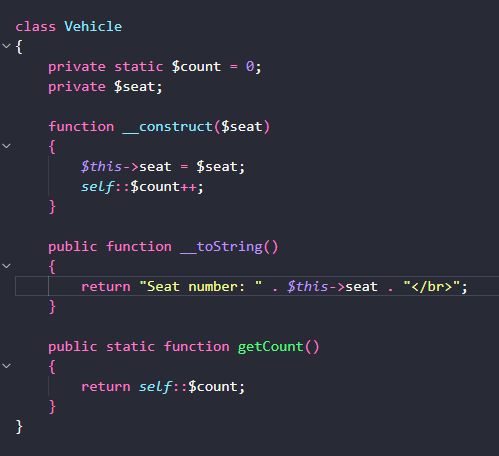 class Vehicle
{
    private static $count = 0;
    private $seat;

    function __construct($seat)
    {
        $this->seat = $seat;
        self::$count++;
    }

    public function __toString()
    {
        return "Seat number: " . $this->seat . "</br>";
    }

    public static function getCount()
    {
        return self::$count;
    }
}